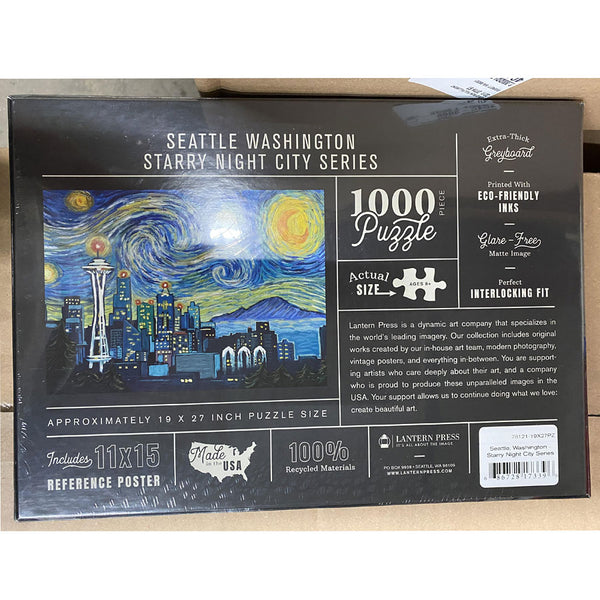 SEATTLE WASHINGTON
STARRY NIGHT CITY SERIES
1000
PIECE
Puzzle
Actual
SIZE
AGES 8+
Extra-Thick
Greyboard
Printed With
ECO-FRIENDLY
INKS
Glare-Free
Matte Image
Perfect
INTERLOCKING FIT
Lantern Press is a dynamic art company that specializes in
the world's leading imagery. Our collection includes original
works created by our in-house art team, modern photography,
vintage posters, and everything in-between. You are support-
ing artists who care deeply about their art, and a company
who is proud to produce these unparalleled images in the
USA. Your support allows us to continue doing what we love:
create beautiful art.
APPROXIMATELY 19 X 27 INCH PUZZLE SIZE
Includes 11X15
REFERENCE POSTER
Made
in the USA
100%
Recycled Materials
LANTERN PRESS
IT'S ALL ABOUT THE IMAGE
PO BOX 9898 • SEATTLE, WA 98109
WWW.LANTERNPRESS.COM
Seattle, Washington
Starry Night City Series